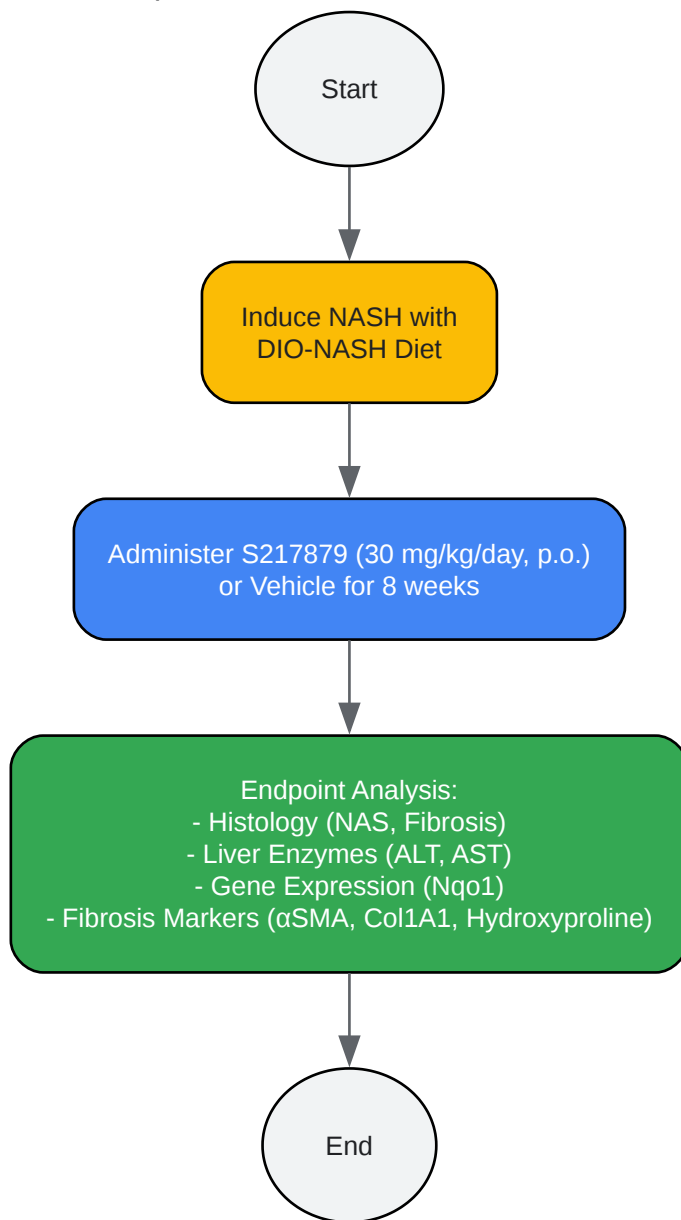 Start
Induce NASH with
DIO-NASH Diet
Administer S217879 (30 mg/kg/day, p.o.)
or Vehicle for 8 weeks
Endpoint Analysis:
- Histology (NAS, Fibrosis)
- Liver Enzymes (ALT, AST)
- Gene Expression (Nqo1)
- Fibrosis Markers (αSMA, Col1A1, Hydroxyproline)
End